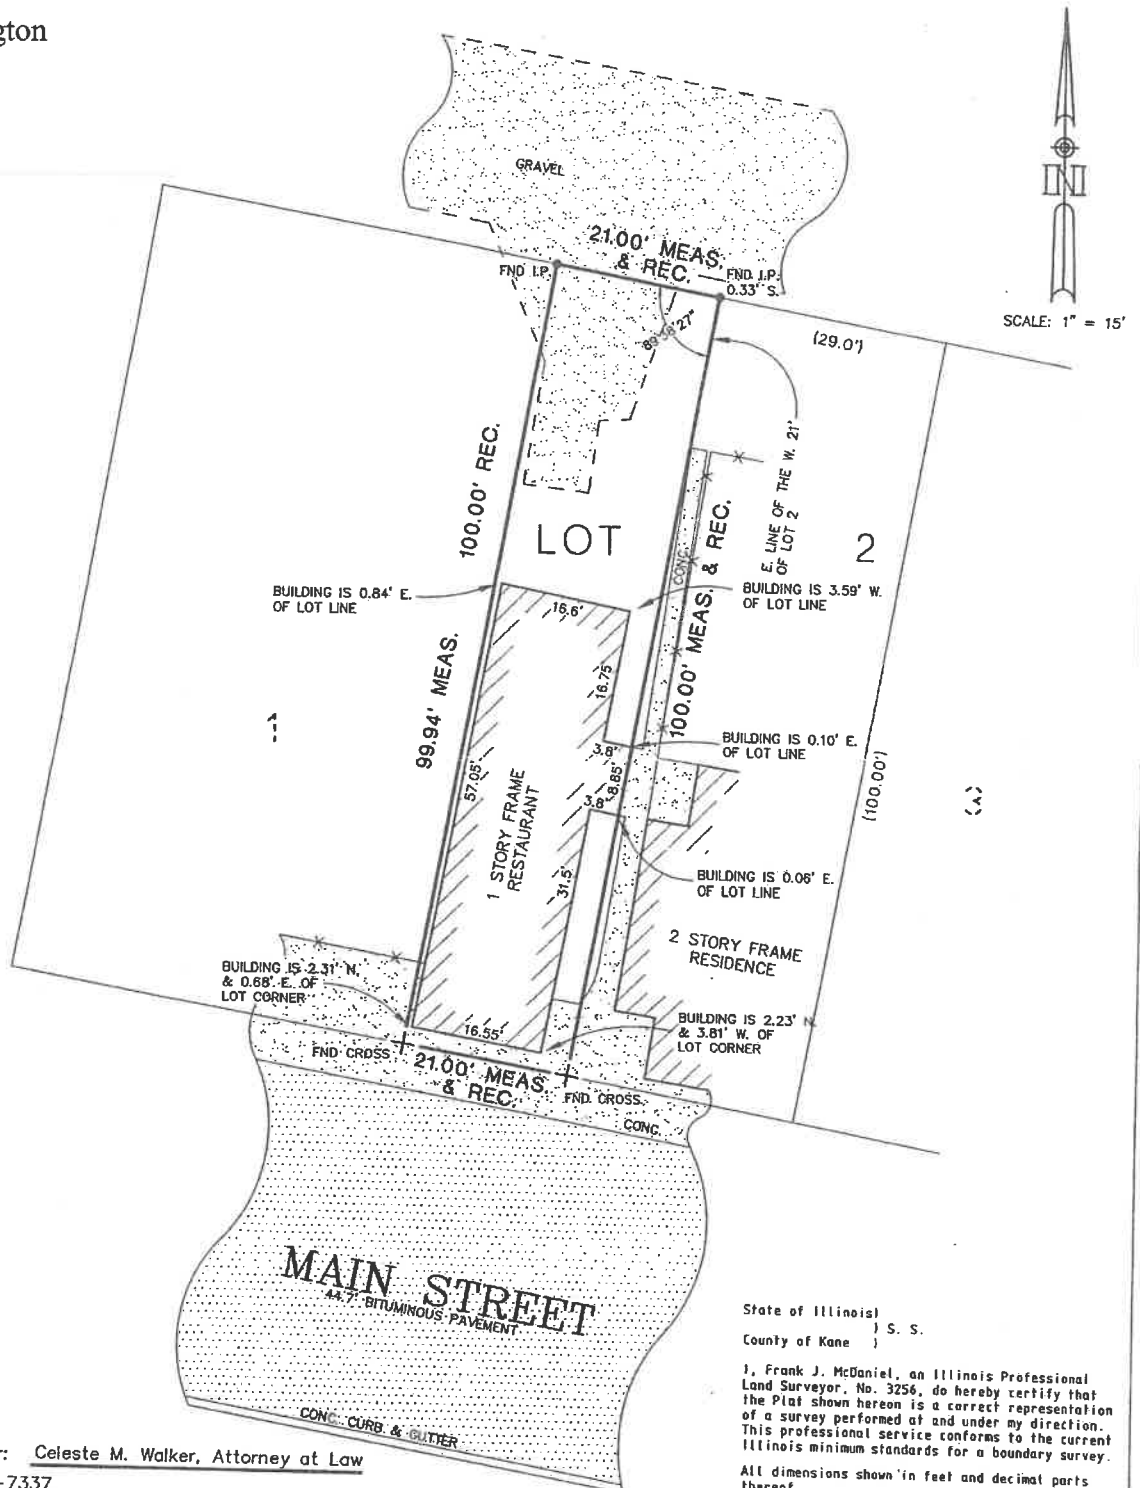 gton
GRAVEL
21.00' MEAS.
& REC.
FND I.P.
FND. I.P.
0.33' S.
N
SCALE: 1" = 15'
89°38'27"
(29.0')
E. LINE OF THE W. 21'
OF LOT 2
100.00' REC.
LOT
2
CONC.
100.00' MEAS. & REC.
BUILDING IS 0.84' E.
OF LOT LINE
BUILDING IS 3.59' W.
OF LOT LINE
16.6'
16.75'
99.94' MEAS.
1
BUILDING IS 0.10' E.
OF LOT LINE
3.8'
8.85'
3.8'
57.05'
(100.00')
3
1 STORY FRAME
RESTAURANT
31.5'
BUILDING IS 0.06' E.
OF LOT LINE
2 STORY FRAME
RESIDENCE
BUILDING IS 2.31' N.
& 0.68' E. OF
LOT CORNER
BUILDING IS 2.23' N.
& 3.81' W. OF
LOT CORNER
16.55'
FND CROSS
21.00' MEAS.
& REC.
FND. CROSS
CONC.
MAIN STREET
44.7' BITUMINOUS PAVEMENT
CONC. CURB. & GUTTER
State of Illinois)
) S. S.
County of Kane )
I, Frank J. McDaniel, an Illinois Professional
Land Surveyor, No. 3256, do hereby certify that
the Plat shown hereon is a correct representation
of a survey performed at and under my direction.
This professional service conforms to the current
Illinois minimum standards for a boundary survey.
All dimensions shown in feet and decimal parts
thereof.
r: Celeste M. Walker, Attorney at Law
-7337